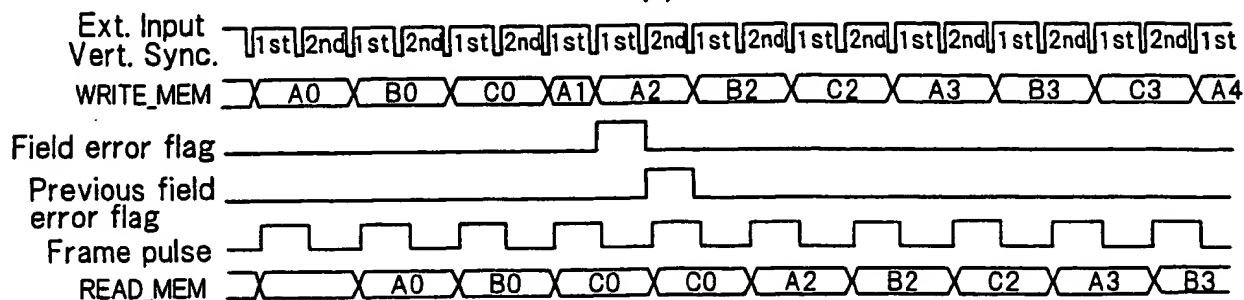 Ext. Input
Vert. Sync.
1st 2nd 1st 2nd 1st 2nd 1st 1st 2nd 1st 2nd 1st 2nd 1st 2nd 1st 2nd 1st 2nd 1st
WRITE_MEM A0 B0 C0 A1 A2 B2 C2 A3 B3 C3 A4
Field error flag
Previous field
error flag
Frame pulse
READ_MEM A0 B0 C0 C0 A2 B2 C2 A3 B3